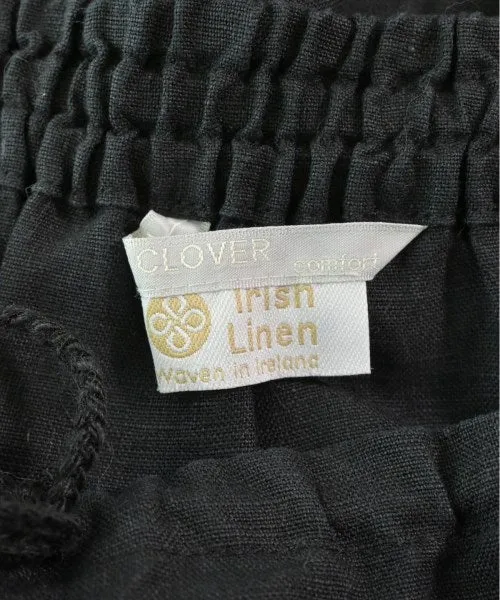 CLOVER comfort
Irish
Linen
Woven in Ireland